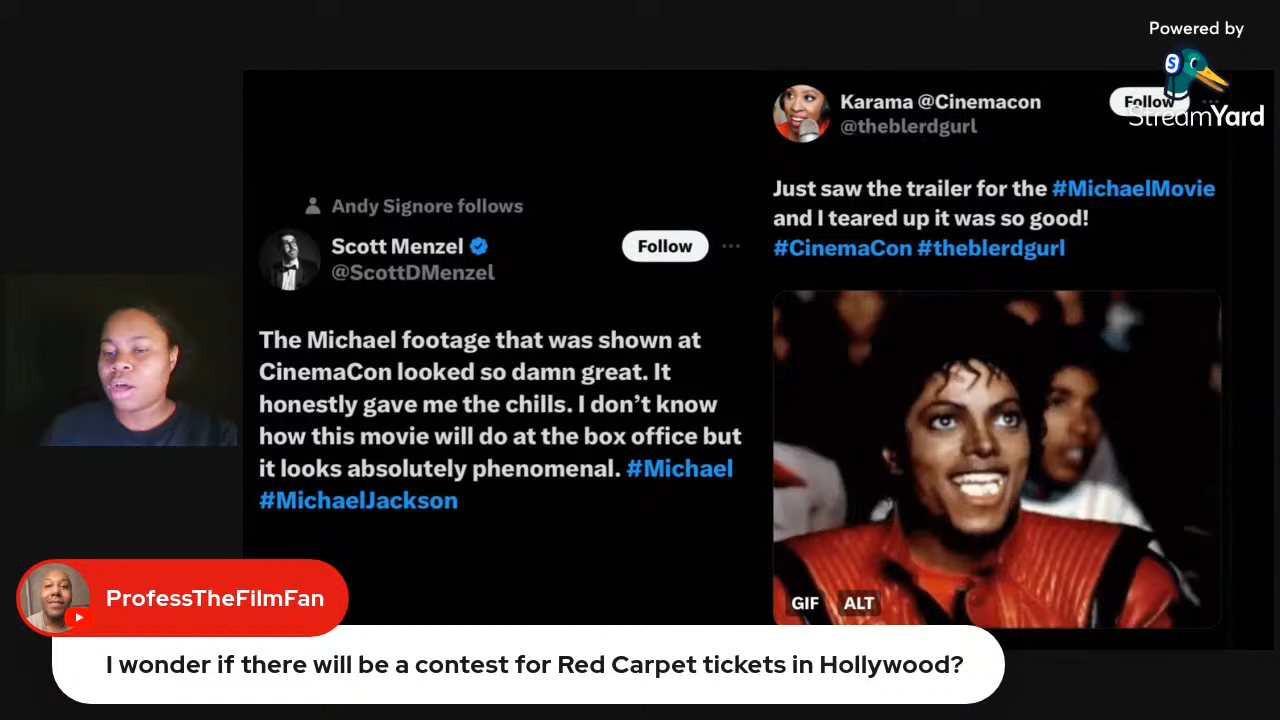 Powered by
StreamYard
Andy Signore follows
Scott Menzel
@ScottDMenzel
Follow
The Michael footage that was shown at
CinemaCon looked so damn great. It
honestly gave me the chills. I don’t know
how this movie will do at the box office but
it looks absolutely phenomenal. #Michael
#MichaelJackson
Karama @Cinemacon
@theblerdgurl
Follow
Just saw the trailer for the #MichaelMovie
and I teared up it was so good!
#CinemaCon #theblerdgurl
GIF ALT
ProfessTheFilmFan
I wonder if there will be a contest for Red Carpet tickets in Hollywood?